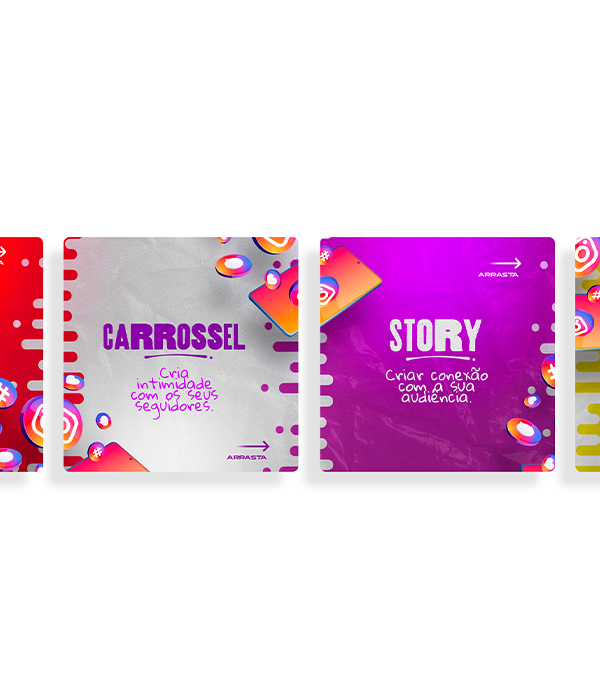 CARROSSEL
Cria
intimidade
com os seus
seguidores.
ARRASTA
STORY
Criar conexão
com a sua
audiência.
ARRASTA